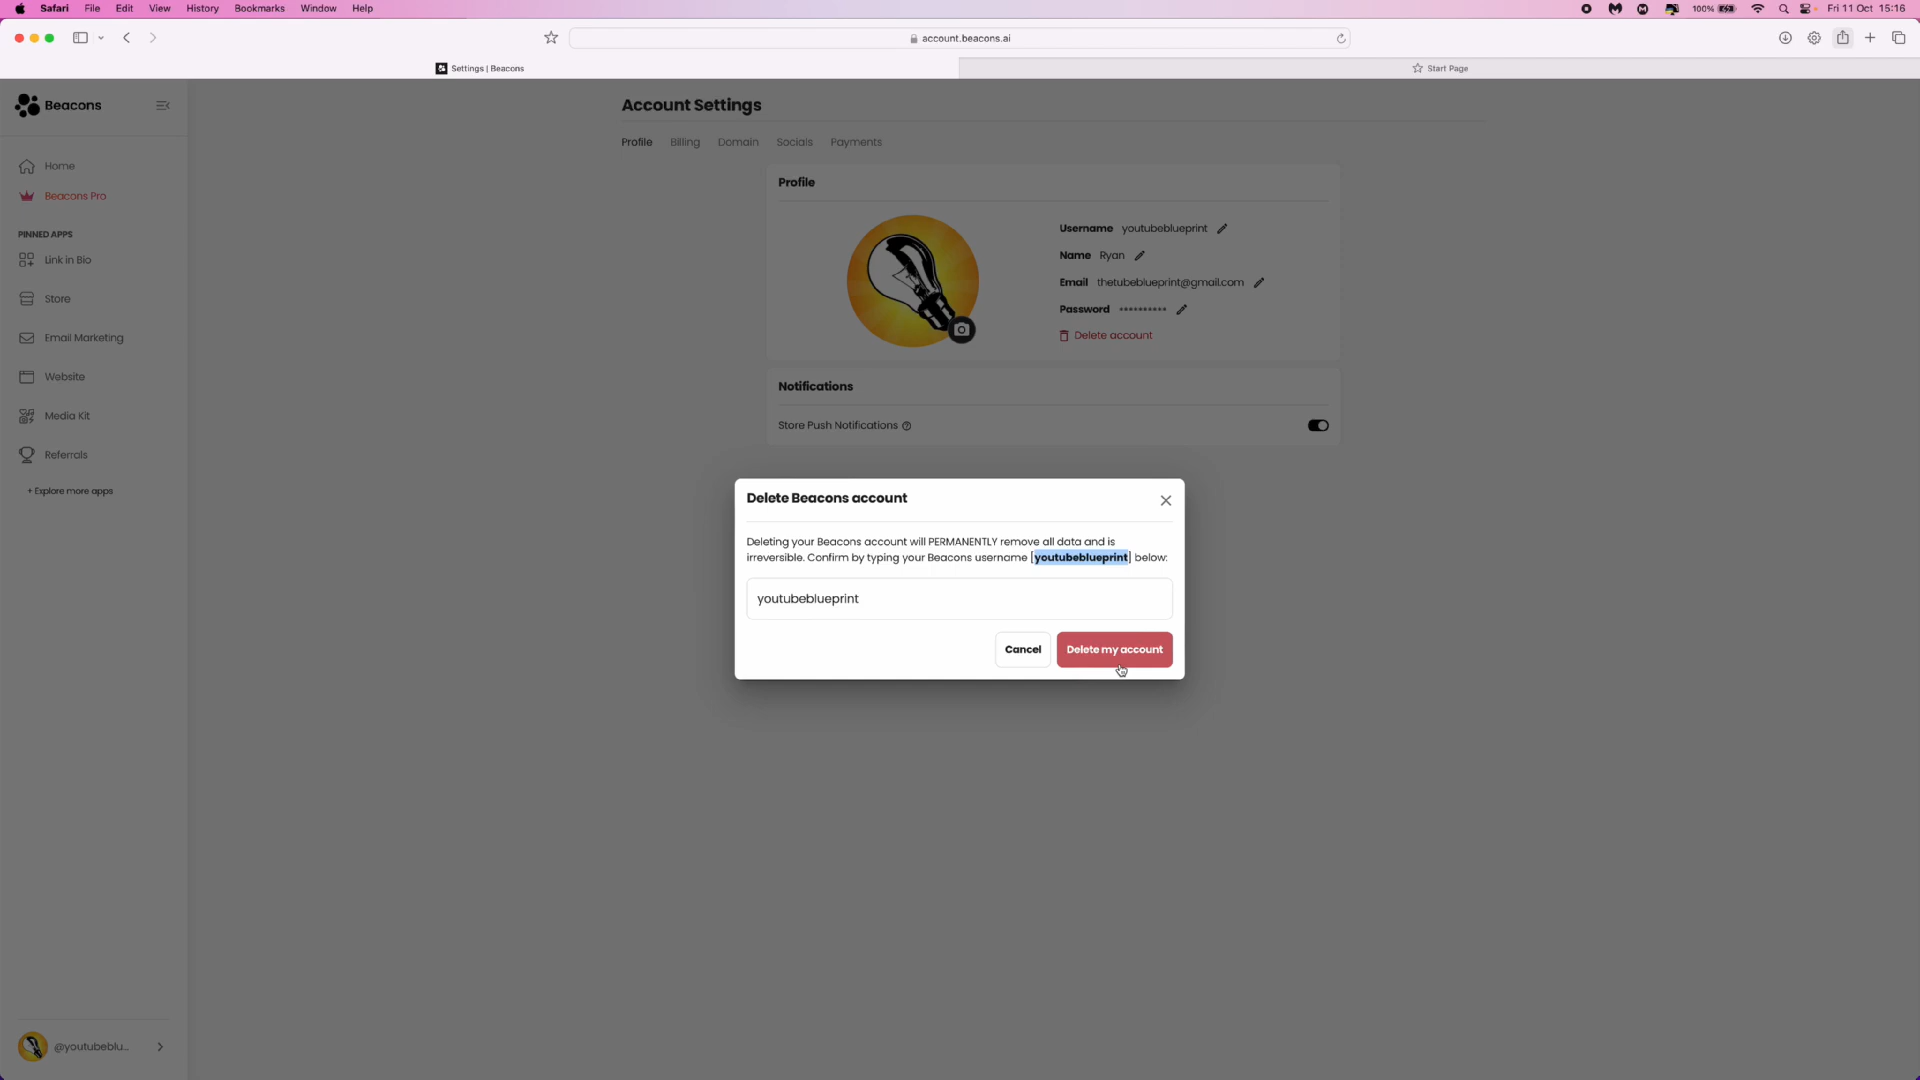 Safari File Edit View History Bookmarks Window Help
100% Fri 11 Oct 15:16
account.beacons.ai
Settings | Beacons
Start Page
Beacons
Home
Beacons Pro
PINNED APPS
Link in Bio
Store
Email Marketing
Website
Media Kit
Referrals
+ Explore more apps
@youtubeblu...
Account Settings
Profile Billing Domain Socials Payments
Profile
Username youtubeblueprint
Name Ryan
Email thetubeblueprint@gmail.com
Password **********
Delete account
Notifications
Store Push Notifications
Delete Beacons account
Deleting your Beacons account will PERMANENTLY remove all data and is
irreversible. Confirm by typing your Beacons username [youtubeblueprint] below:
youtubeblueprint
Cancel Delete my account